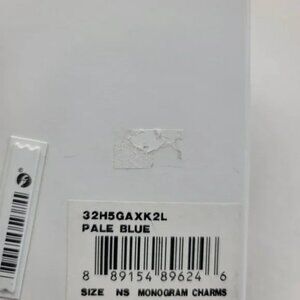 32H5GAXK2L
PALE BLUE
8 89154 89624 6
SIZE NS MONOGRAM CHARMS